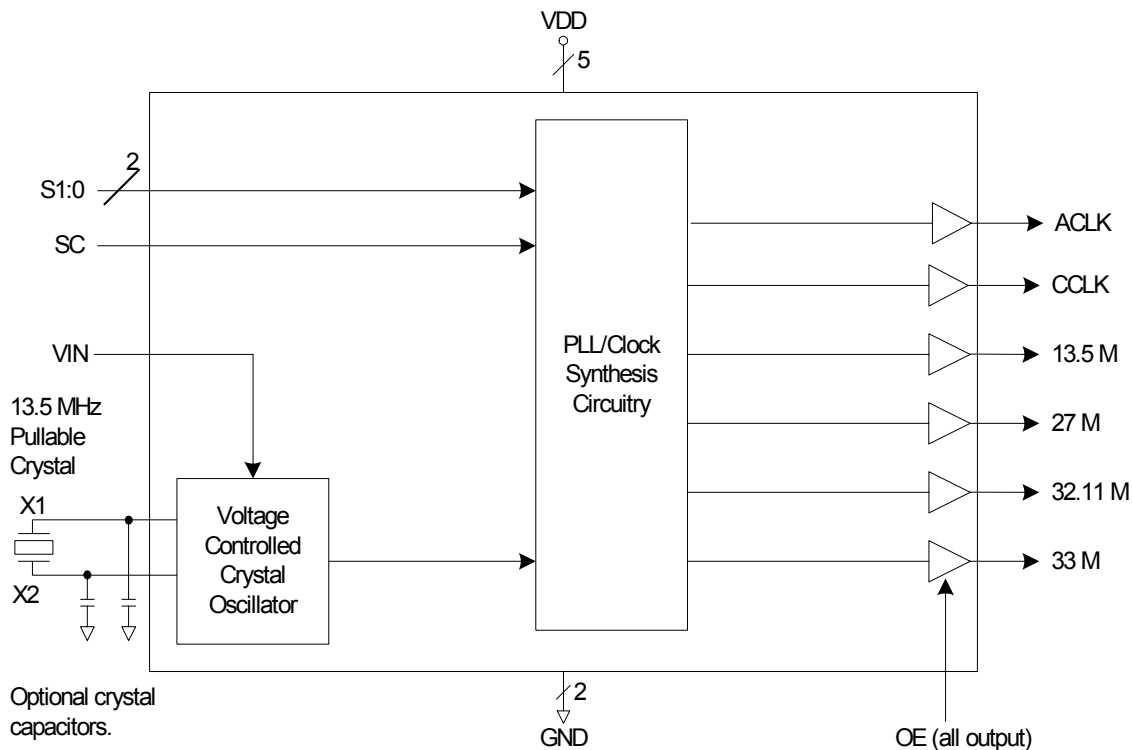 VDD
5
2
S1:0
SC
ACLK
CCLK
VIN
PLL/Clock
Synthesis
Circuitry
13.5 M
13.5 MHz
Pullable
Crystal
27 M
X1
Voltage
Controlled
Crystal
Oscillator
32.11 M
X2
33 M
Optional crystal
capacitors.
2
GND
OE (all output)